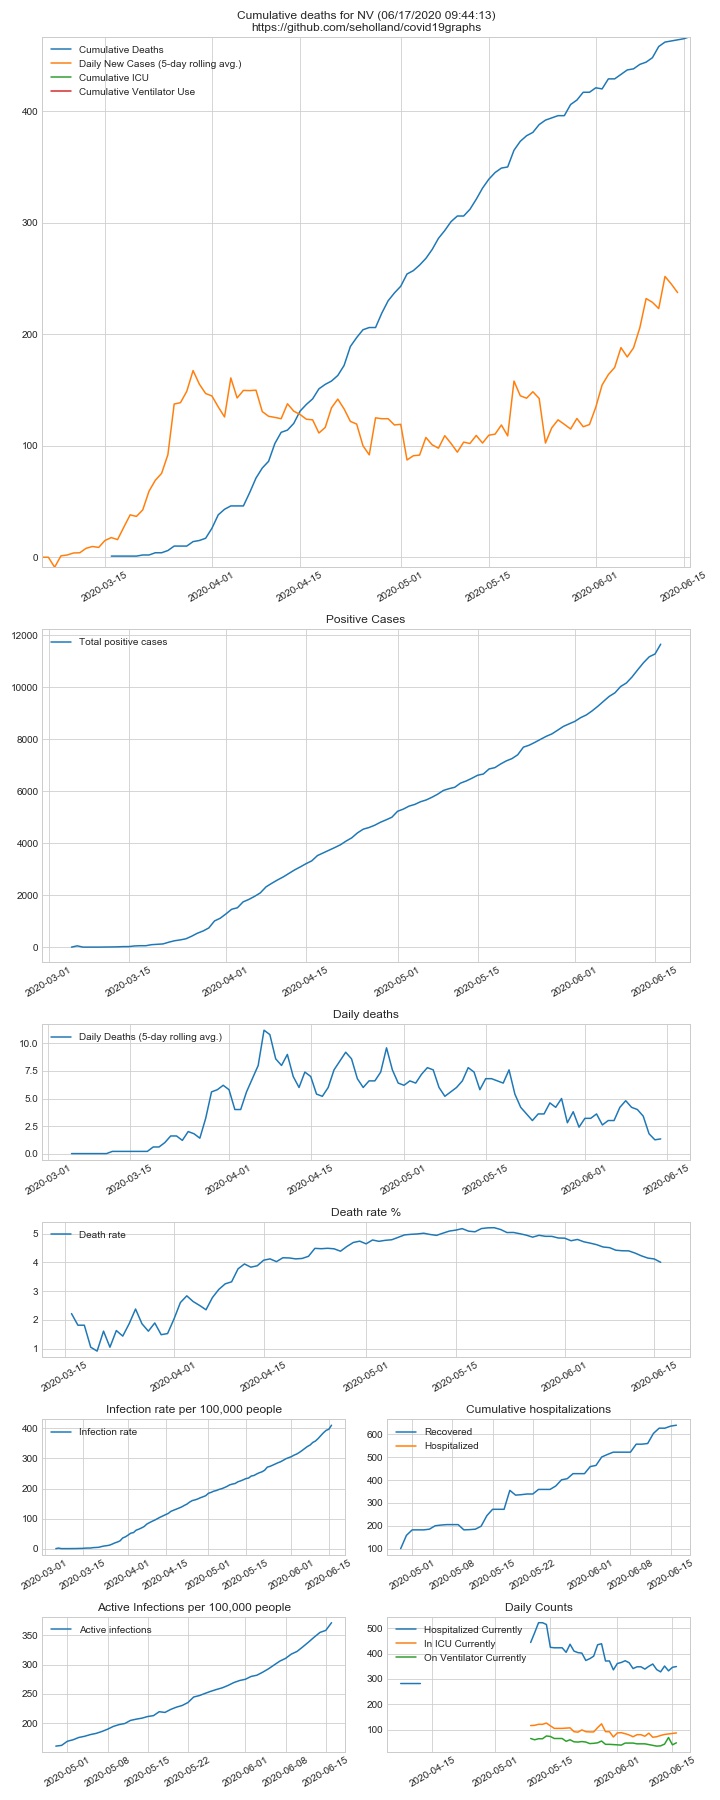 Cumulative deaths for NV (06/17/2020 09:44:13)
https://github.com/seholland/covid19graphs
Cumulative Deaths
Daily New Cases (5-day rolling avg.)
Cumulative ICU
Cumulative Ventilator Use
400
300
200
100
0
2020-03-15 2020-04-01 2020-04-15 2020-05-01 2020-05-15 2020-06-01 2020-06-15
Positive Cases
Total positive cases
12000
10000
8000
6000
4000
2000
0
2020-03-01 2020-03-15 2020-04-01 2020-04-15 2020-05-01 2020-05-15 2020-06-01 2020-06-15
Daily deaths
Daily Deaths (5-day rolling avg.)
10.0
7.5
5.0
2.5
0.0
2020-03-01 2020-03-15 2020-04-01 2020-04-15 2020-05-01 2020-05-15 2020-06-01 2020-06-15
Death rate %
Death rate
5
4
3
2
1
2020-03-15 2020-04-01 2020-04-15 2020-05-01 2020-05-15 2020-06-01 2020-06-15
Infection rate per 100,000 people
Infection rate
400
300
200
100
0
2020-03-01 2020-03-15 2020-04-01 2020-04-15 2020-05-01 2020-05-15 2020-06-01 2020-06-15
Cumulative hospitalizations
Recovered
Hospitalized
600
500
400
300
200
100
2020-05-01 2020-05-08 2020-05-15 2020-05-22 2020-06-01 2020-06-08 2020-06-15
Active Infections per 100,000 people
Active infections
350
300
250
200
2020-05-01 2020-05-08 2020-05-15 2020-05-22 2020-06-01 2020-06-08 2020-06-15
Daily Counts
Hospitalized Currently
In ICU Currently
On Ventilator Currently
500
400
300
200
100
2020-04-15 2020-05-01 2020-05-15 2020-06-01 2020-06-15